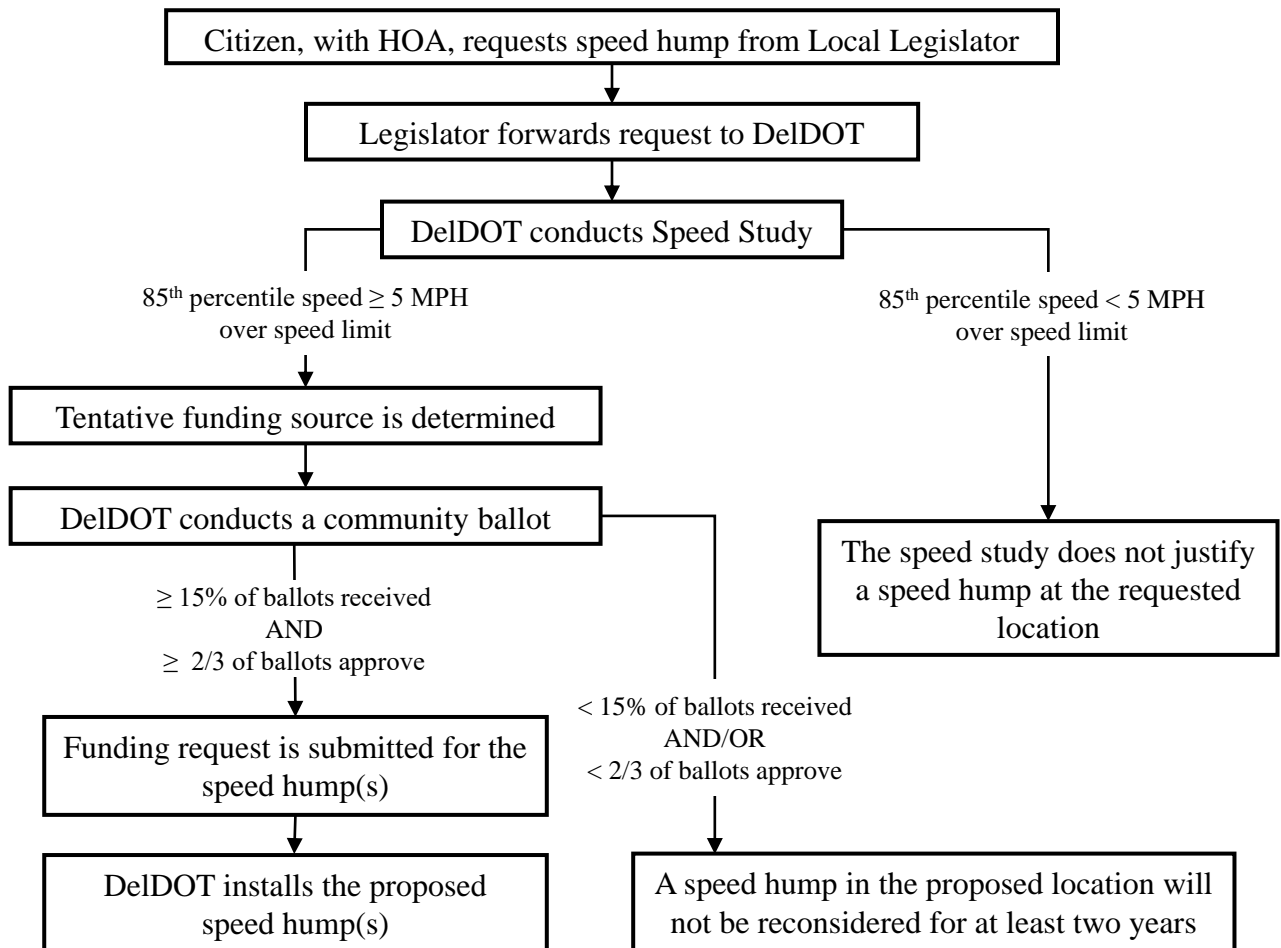 Citizen, with HOA, requests speed hump from Local Legislator
Legislator forwards request to DelDOT
DelDOT conducts Speed Study
85th percentile speed ≥ 5 MPH
over speed limit
85th percentile speed < 5 MPH
over speed limit
Tentative funding source is determined
DelDOT conducts a community ballot
The speed study does not justify
a speed hump at the requested
location
≥ 15% of ballots received
AND
≥ 2/3 of ballots approve
< 15% of ballots received
AND/OR
< 2/3 of ballots approve
Funding request is submitted for the
speed hump(s)
DelDOT installs the proposed
speed hump(s)
A speed hump in the proposed location will
not be reconsidered for at least two years